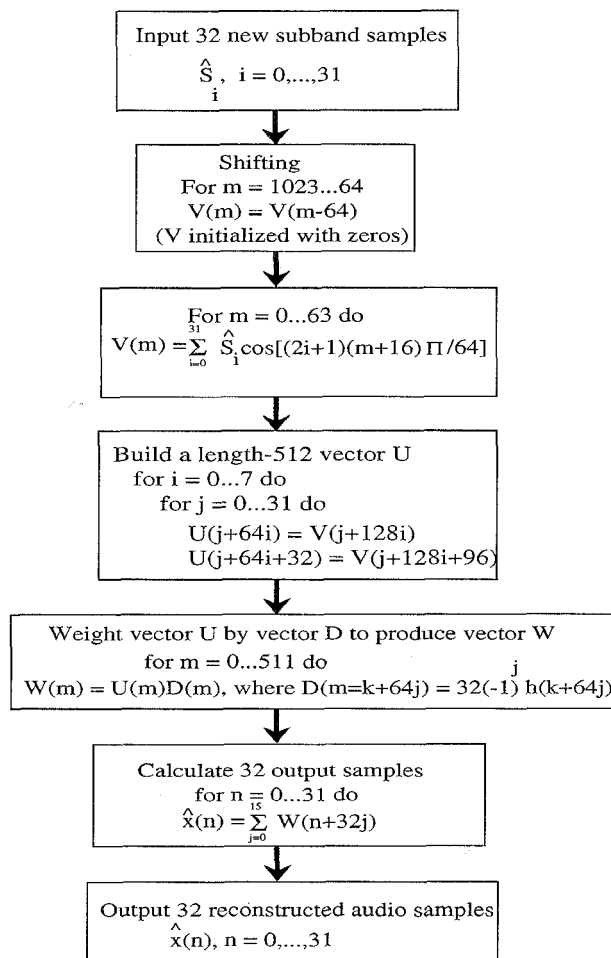 Input 32 new subband samples
Ŝ_i, i = 0,...,31
Shifting
For m = 1023...64
V(m) = V(m-64)
(V initialized with zeros)
For m = 0...63 do
V(m) = ∑_{i=0}^{31} Ŝ_i cos[(2i+1)(m+16) Π/64]
Build a length-512 vector U
for i = 0...7 do
for j = 0...31 do
U(j+64i) = V(j+128i)
U(j+64i+32) = V(j+128i+96)
Weight vector U by vector D to produce vector W
for m = 0...511 do
W(m) = U(m)D(m), where D(m=k+64j) = 32(-1)^j h(k+64j)
Calculate 32 output samples
for n = 0...31 do
x̂(n) = ∑_{j=0}^{15} W(n+32j)
Output 32 reconstructed audio samples
x̂(n), n = 0,...,31